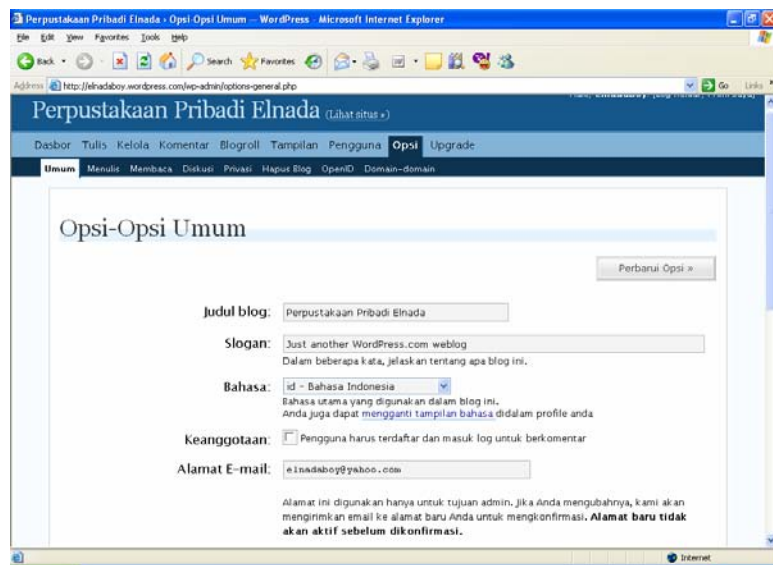 Perpustakaan Pribadi Elnada › Opsi-Opsi Umum — WordPress - Microsoft Internet Explorer
File Edit View Favorites Tools Help
Back Search Favorites
Address http://elnadaboy.wordpress.com/wp-admin/options-general.php Go Links
Perpustakaan Pribadi Elnada (Lihat situs »)
Dasbor Tulis Kelola Komentar Blogroll Tampilan Pengguna Opsi Upgrade
Umum Menulis Membaca Diskusi Privasi Hapus Blog OpenID Domain-domain
Opsi-Opsi Umum
Perbarui Opsi »
Judul blog: Perpustakaan Pribadi Elnada
Slogan: Just another WordPress.com weblog
Dalam beberapa kata, jelaskan tentang apa blog ini.
Bahasa: id - Bahasa Indonesia
Bahasa utama yang digunakan dalam blog ini.
Anda juga dapat mengganti tampilan bahasa didalam profile anda
Keanggotaan: Pengguna harus terdaftar dan masuk log untuk berkomentar
Alamat E-mail: elnadaboy@yahoo.com
Alamat ini digunakan hanya untuk tujuan admin. Jika Anda mengubahnya, kami akan
mengirimkan email ke alamat baru Anda untuk mengkonfirmasi. Alamat baru tidak
akan aktif sebelum dikonfirmasi.
Internet